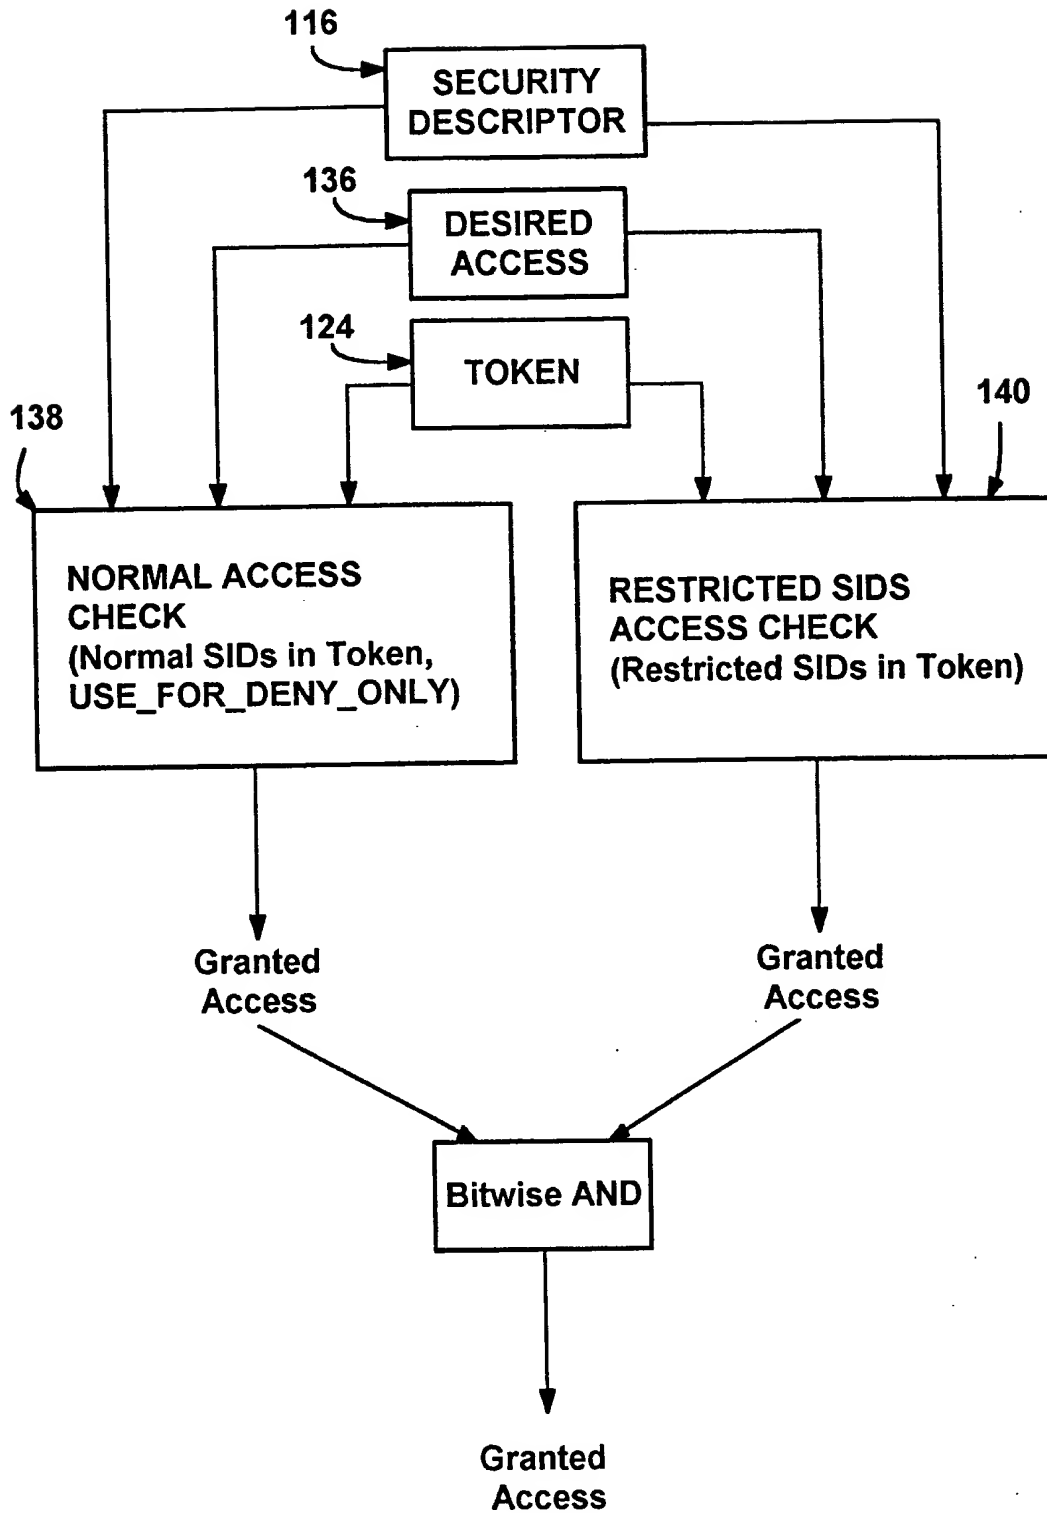 116
SECURITY
DESCRIPTOR
136
DESIRED
ACCESS
124
TOKEN
138
140
NORMAL ACCESS
CHECK
(Normal SIDs in Token,
USE_FOR_DENY_ONLY)
RESTRICTED SIDS
ACCESS CHECK
(Restricted SIDs in Token)
Granted
Access
Granted
Access
Bitwise AND
Granted
Access